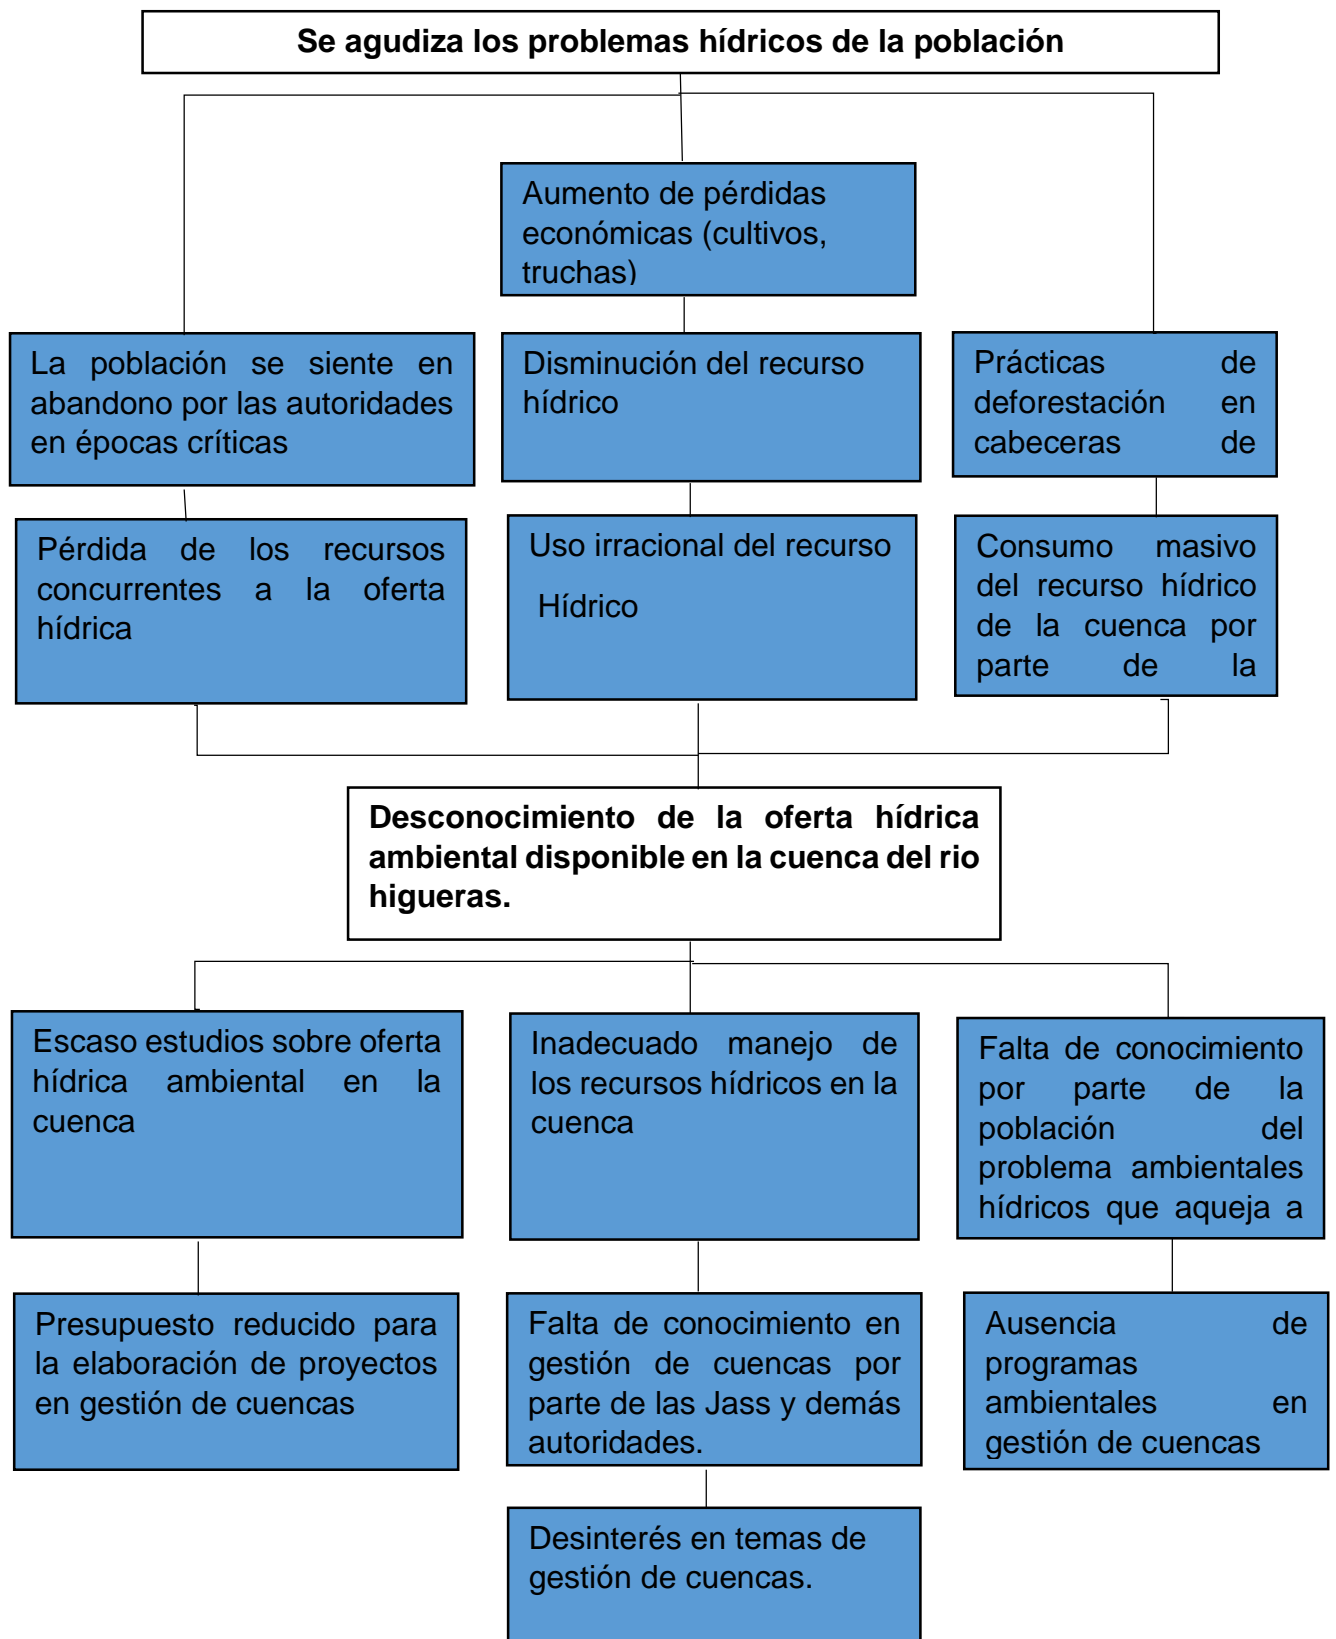 Se agudiza los problemas hídricos de la población
Aumento de pérdidas
económicas (cultivos,
truchas)
La población se siente en
abandono por las autoridades
en épocas críticas
Disminución del recurso
hídrico
Prácticas de
deforestación en
cabeceras de
Pérdida de los recursos
concurrentes a la oferta
hídrica
Uso irracional del recurso
Hídrico
Consumo masivo
del recurso hídrico
de la cuenca por
parte de la
Desconocimiento de la oferta hídrica
ambiental disponible en la cuenca del rio
higueras.
Escaso estudios sobre oferta
hídrica ambiental en la
cuenca
Inadecuado manejo de
los recursos hídricos en la
cuenca
Falta de conocimiento
por parte de la
población del
problema ambientales
hídricos que aqueja a
Presupuesto reducido para
la elaboración de proyectos
en gestión de cuencas
Falta de conocimiento en
gestión de cuencas por
parte de las Jass y demás
autoridades.
Ausencia de
programas
ambientales en
gestión de cuencas
Desinterés en temas de
gestión de cuencas.